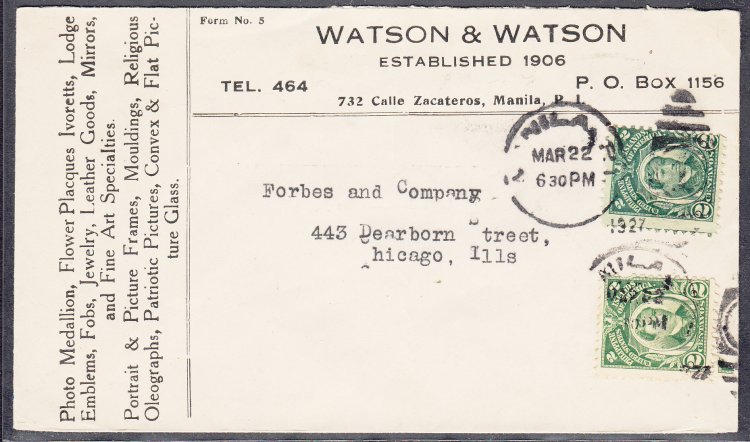 Form No. 5
WATSON & WATSON
ESTABLISHED 1906
TEL. 464
P. O. BOX 1156
732 Calle Zacateros, Manila, P. I.
Photo Medallion, Flower Placques Ivoretts, Lodge
Emblems, Fobs, Jewelry, Leather Goods, Mirrors,
and Fine Art Specialties.
Portrait & Picture Frames, Mouldings, Religious
Oleographs, Patriotic Pictures, Convex & Flat Pic-
ture Glass.
MAR 22
6 30 PM
1927
Forbes and Company
443 Dearborn Street,
hicago, Ills